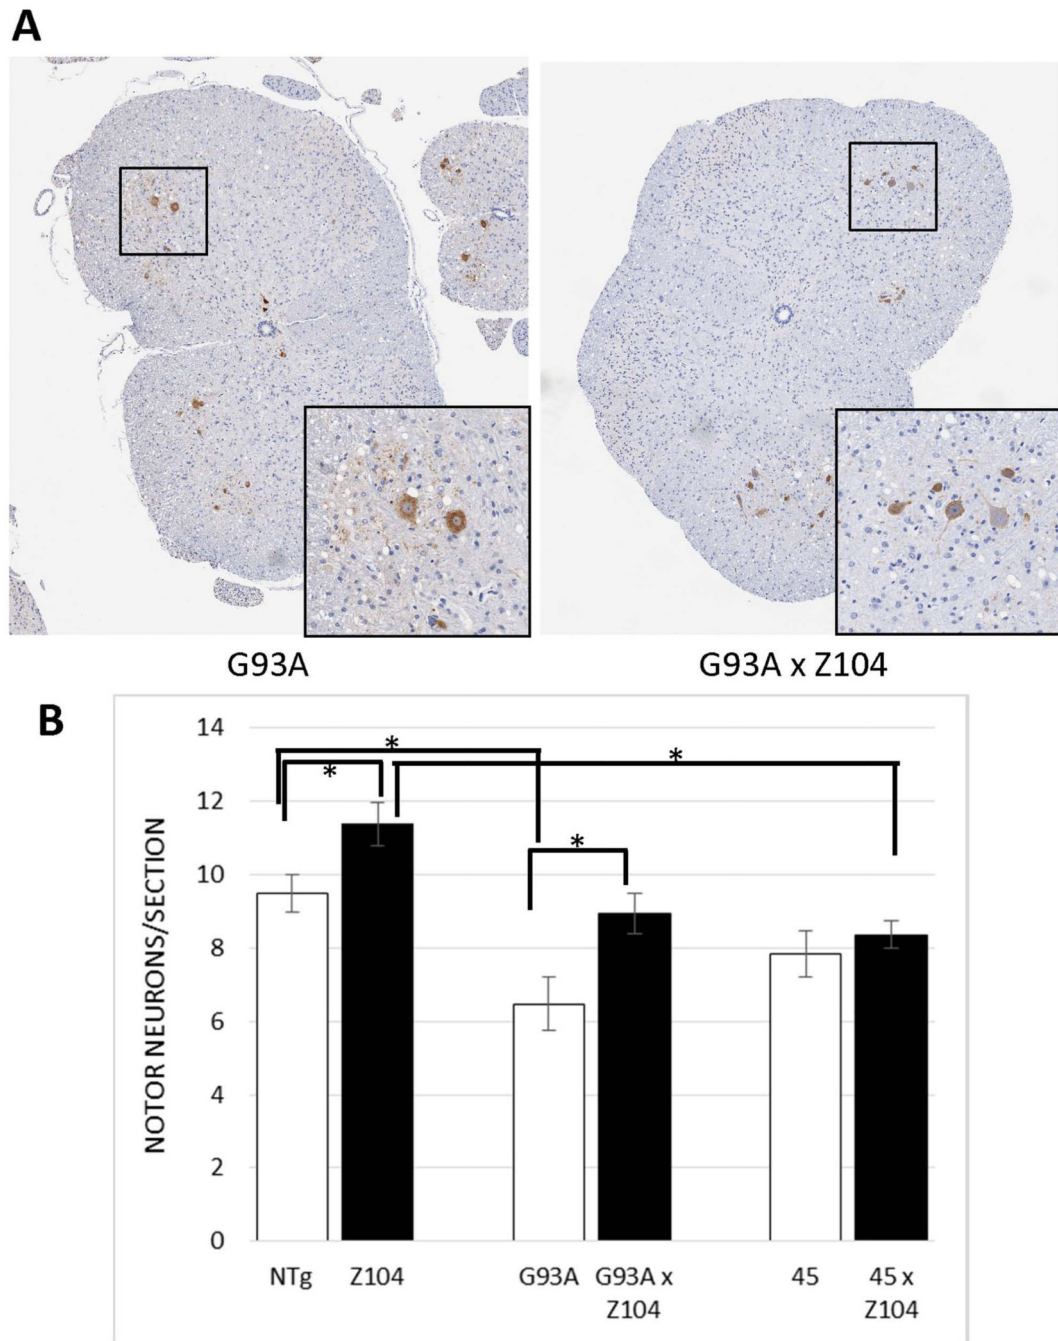 A
G93A
G93A x Z104
B
NOTOR NEURONS/SECTION
14
12
10
8
6
4
2
0
*
*
*
*
NTg
Z104
G93A
G93A x
Z104
45
45 x
Z104